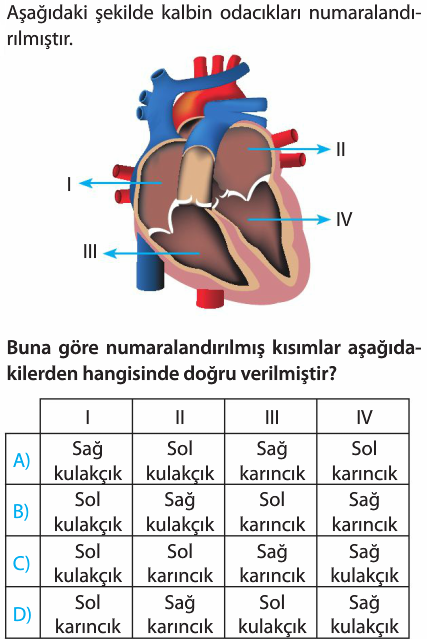 Aşağıdaki şekilde kalbin odacıkları numaralandı-
rılmıştır.
I
II
III
IV
Buna göre numaralandırılmış kısımlar aşağıda-
kilerden hangisinde doğru verilmiştir?
I II III IV
A) Sağ kulakçık Sol kulakçık Sağ karıncık Sol karıncık
B) Sol kulakçık Sağ kulakçık Sol karıncık Sağ karıncık
C) Sol kulakçık Sol karıncık Sağ karıncık Sağ kulakçık
D) Sol karıncık Sağ karıncık Sol kulakçık Sağ kulakçık